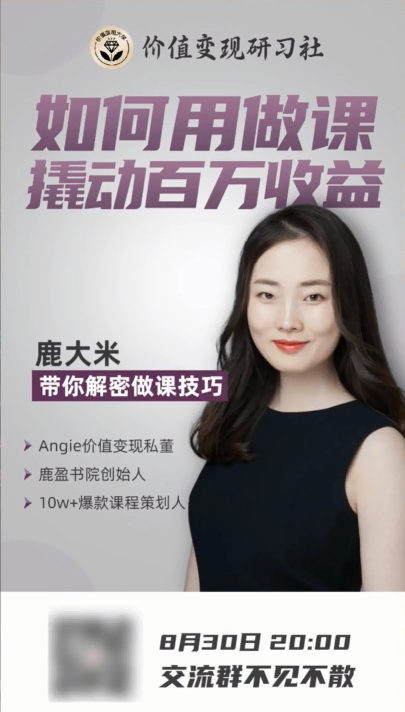 价值变现研习社
如何用做课
撬动百万收益
鹿大米
带你解密做课技巧
Angie价值变现私董
鹿盈书院创始人
10w+爆款课程策划人
8月30日 20:00
交流群不见不散